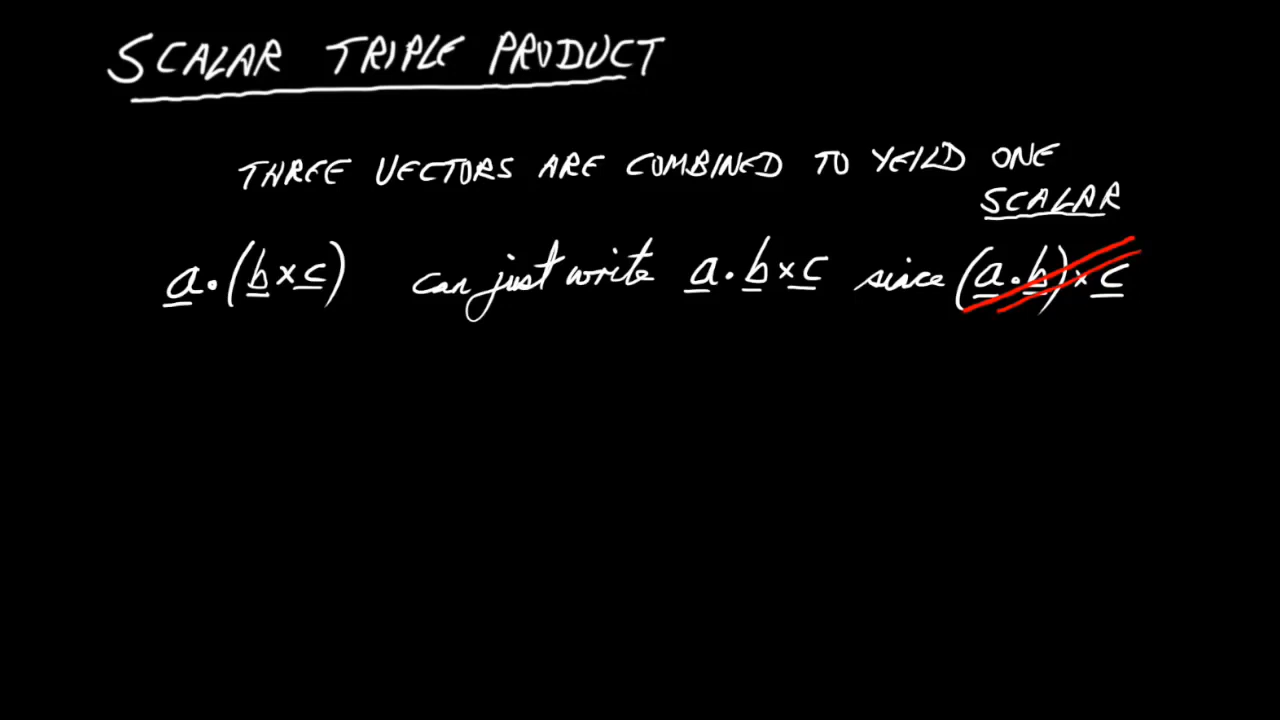 SCALAR TRIPLE PRODUCT
THREE VECTORS ARE COMBINED TO YEILD ONE
SCALAR
a·(b×c) can just write a·b×c since (a·b)×c